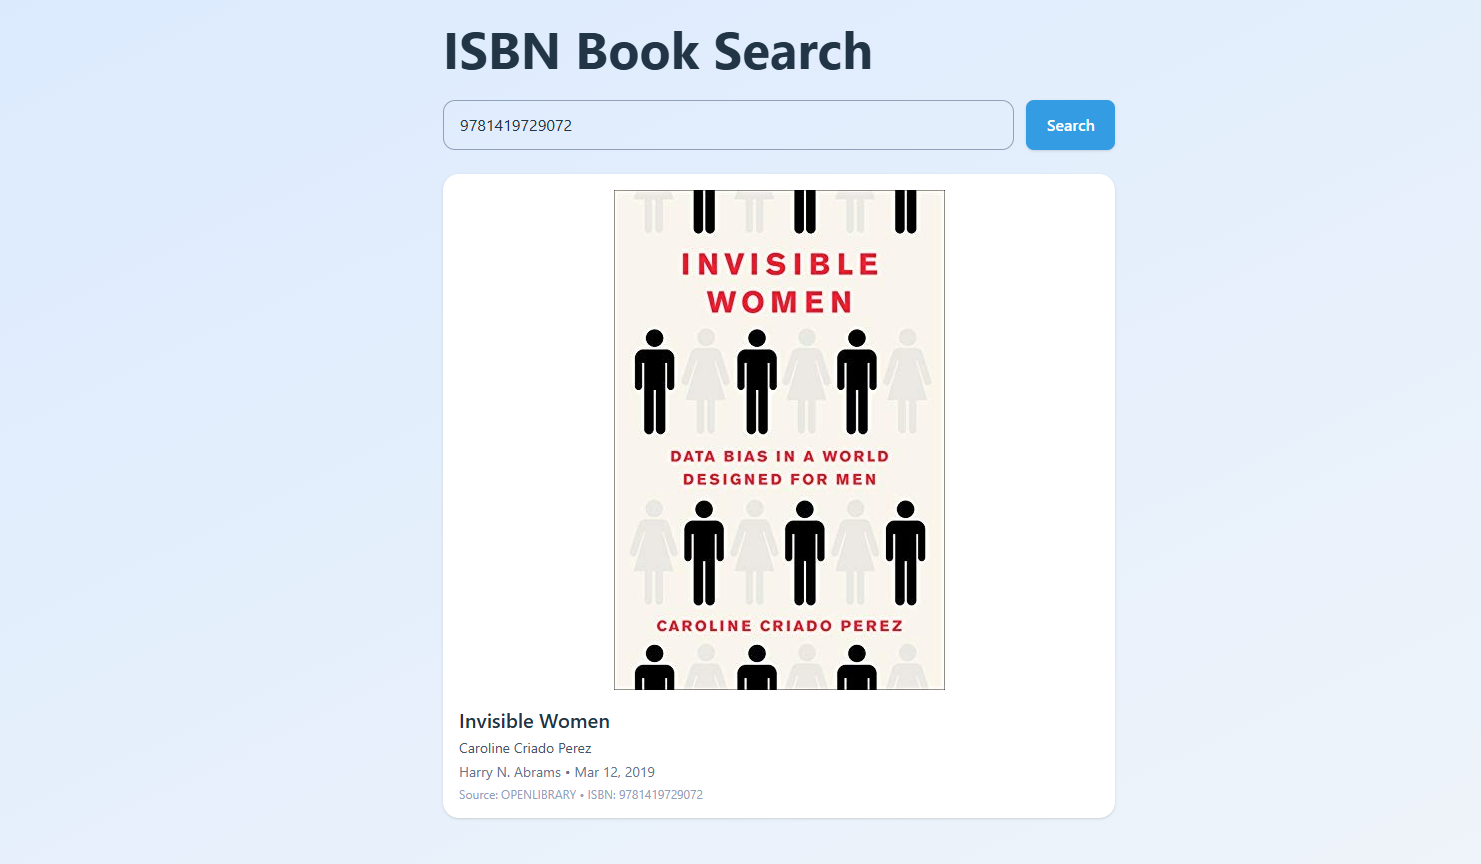 ISBN Book Search
9781419729072
Search
INVISIBLE
WOMEN
DATA BIAS IN A WORLD
DESIGNED FOR MEN
CAROLINE CRIADO PEREZ
Invisible Women
Caroline Criado Perez
Harry N. Abrams • Mar 12, 2019
Source: OPENLIBRARY • ISBN: 9781419729072